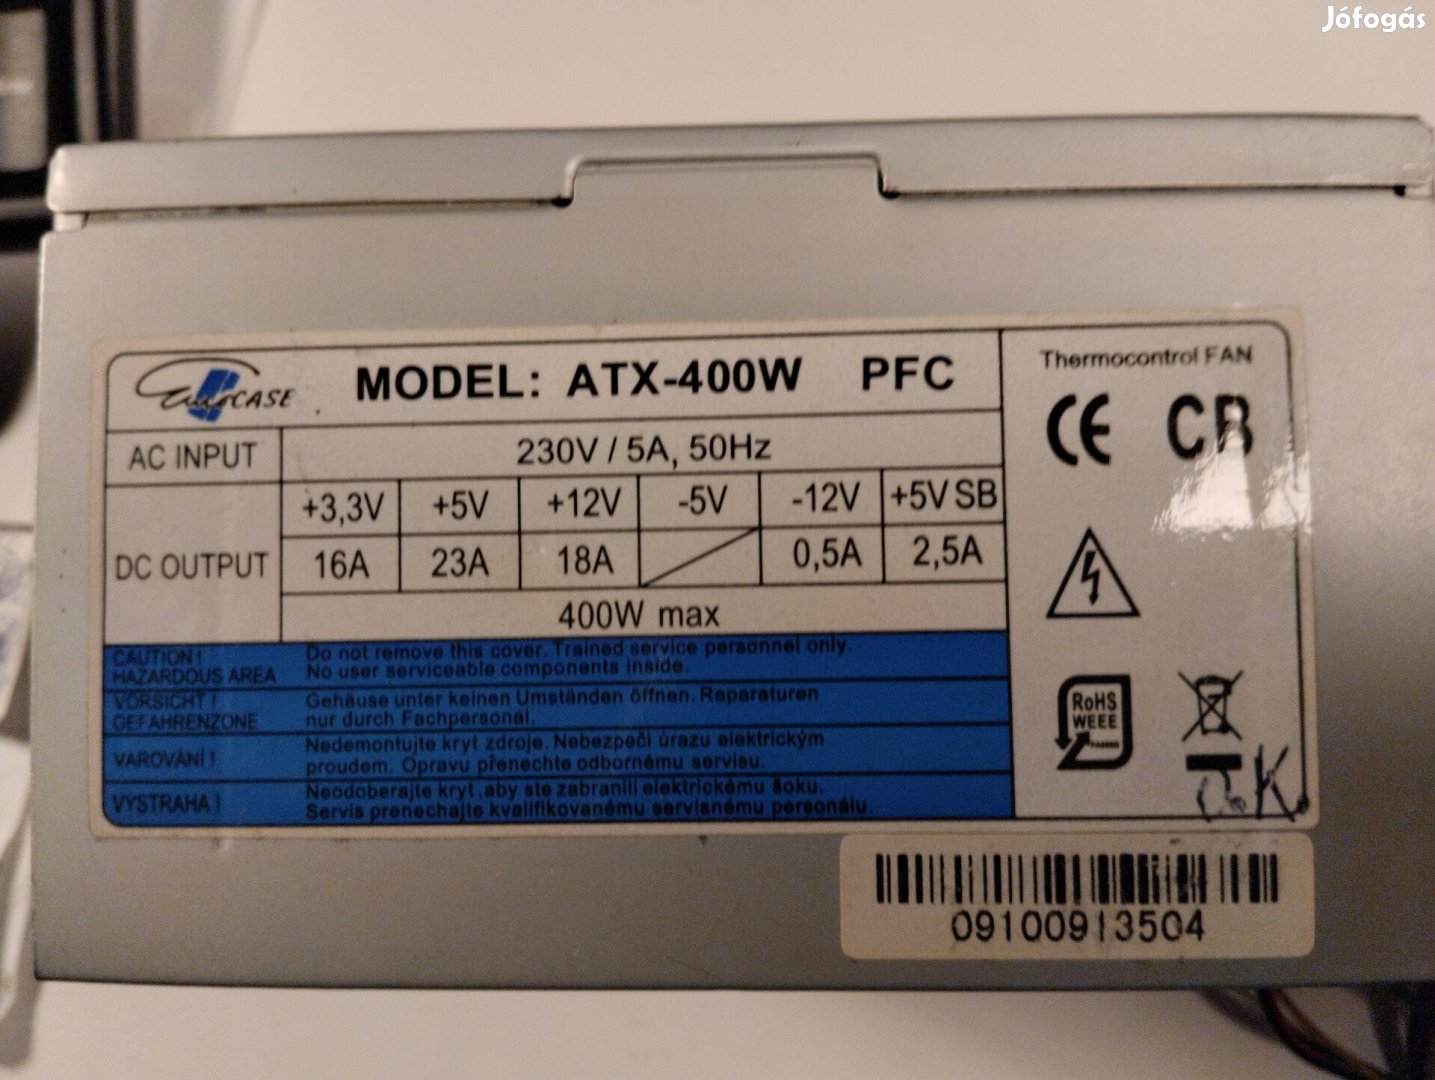 Jófogás
EuroCASE
MODEL: ATX-400W PFC
Thermocontrol FAN
AC INPUT 230V / 5A, 50Hz
CE CB
+3,3V +5V +12V -5V -12V +5V SB
DC OUTPUT 16A 23A 18A 0,5A 2,5A
400W max
CAUTION ! Do not remove this cover. Trained service personnel only.
HAZARDOUS AREA No user serviceable components inside.
VORSICHT ! Gehäuse unter keinen Umständen öffnen. Reparaturen
GEFAHRENZONE nur durch Fachpersonal.
VAROVÁNÍ ! Nedemontujte kryt zdroje. Nebezpečí úrazu elektrickým
proudem. Opravu přenechte odbornému servisu.
VYSTRAHA ! Neodoberajte kryt ,aby ste zabranili elektrickému šoku.
Servis prenechajte kvalifikovanému servisnému personálu.
RoHS
WEEE
O.K.
09100913504